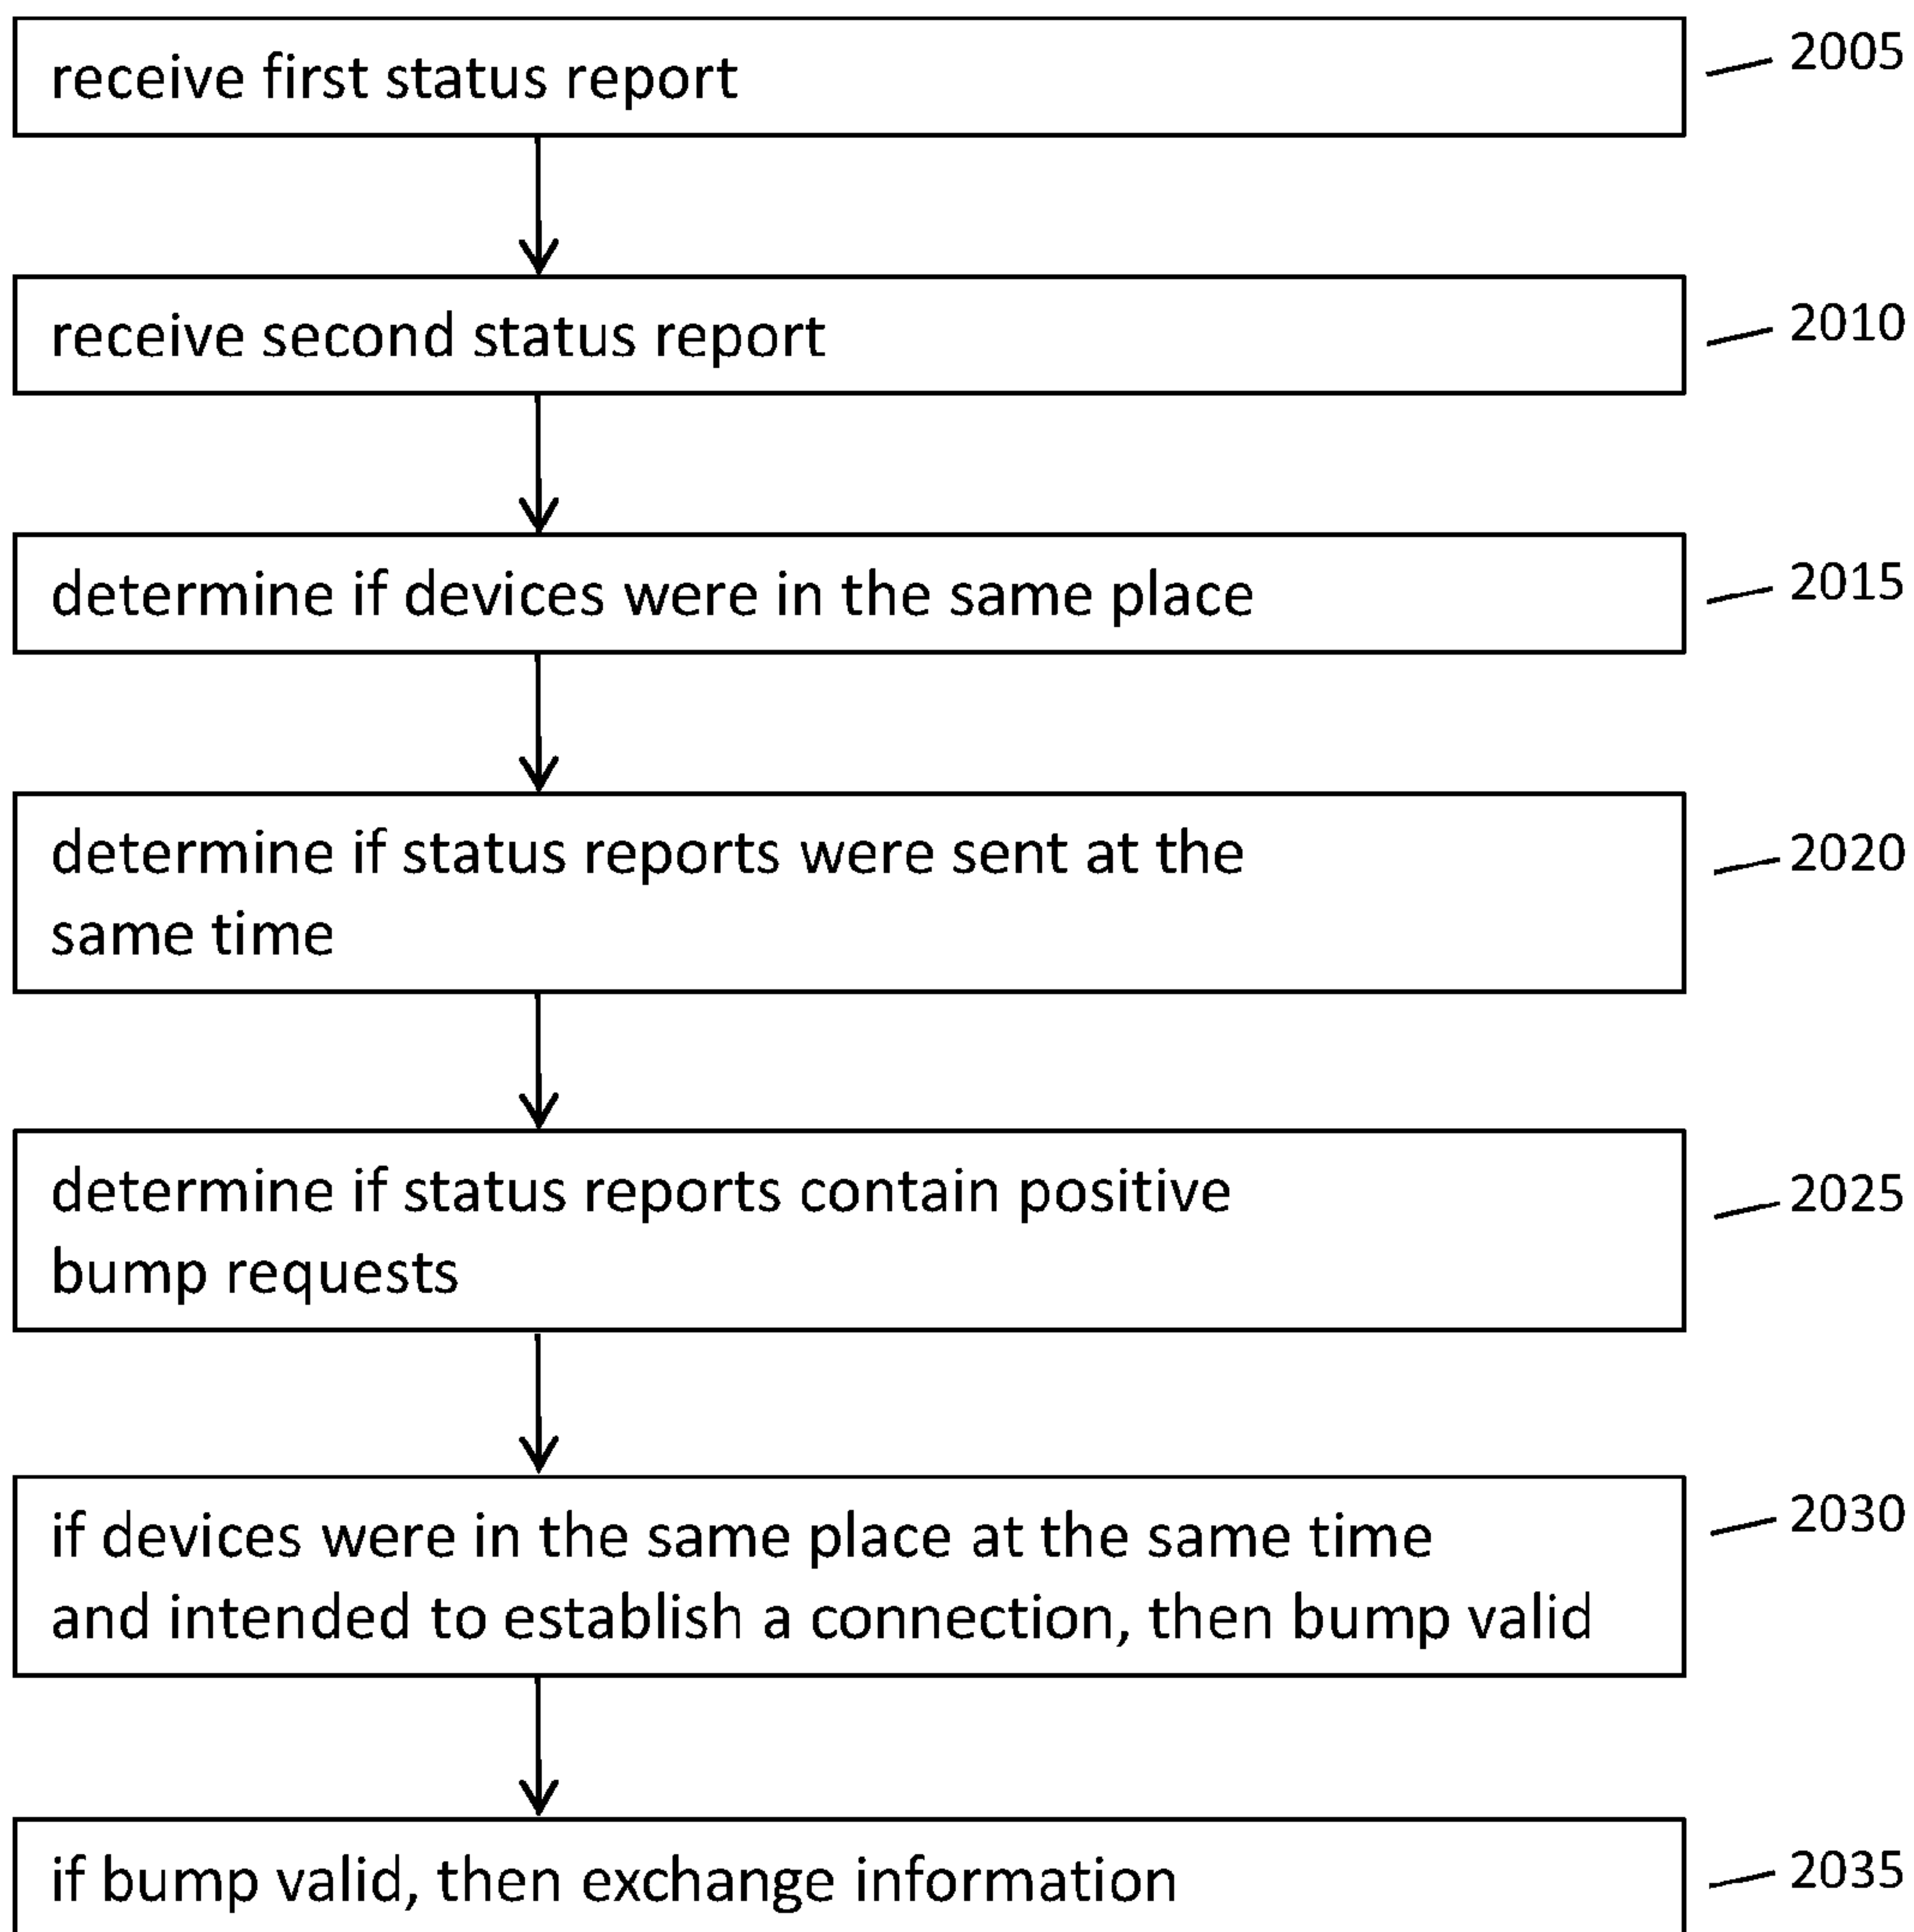 receive first status report
2005
receive second status report
2010
determine if devices were in the same place
2015
determine if status reports were sent at the
same time
2020
determine if status reports contain positive
bump requests
2025
if devices were in the same place at the same time
and intended to establish a connection, then bump valid
2030
if bump valid, then exchange information
2035